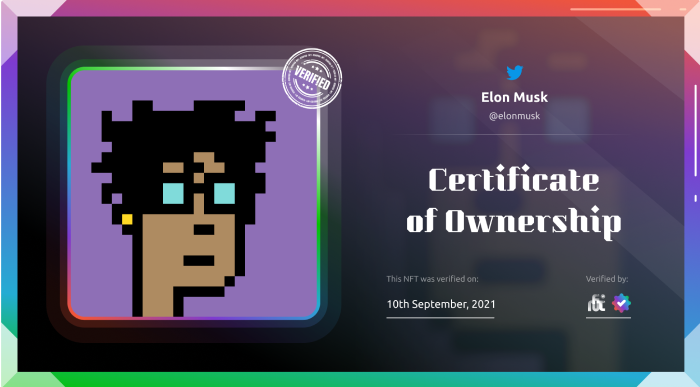 VERIFIED
Elon Musk
@elonmusk
Certificate
of Ownership
This NFT was verified on:
10th September, 2021
Verified by: